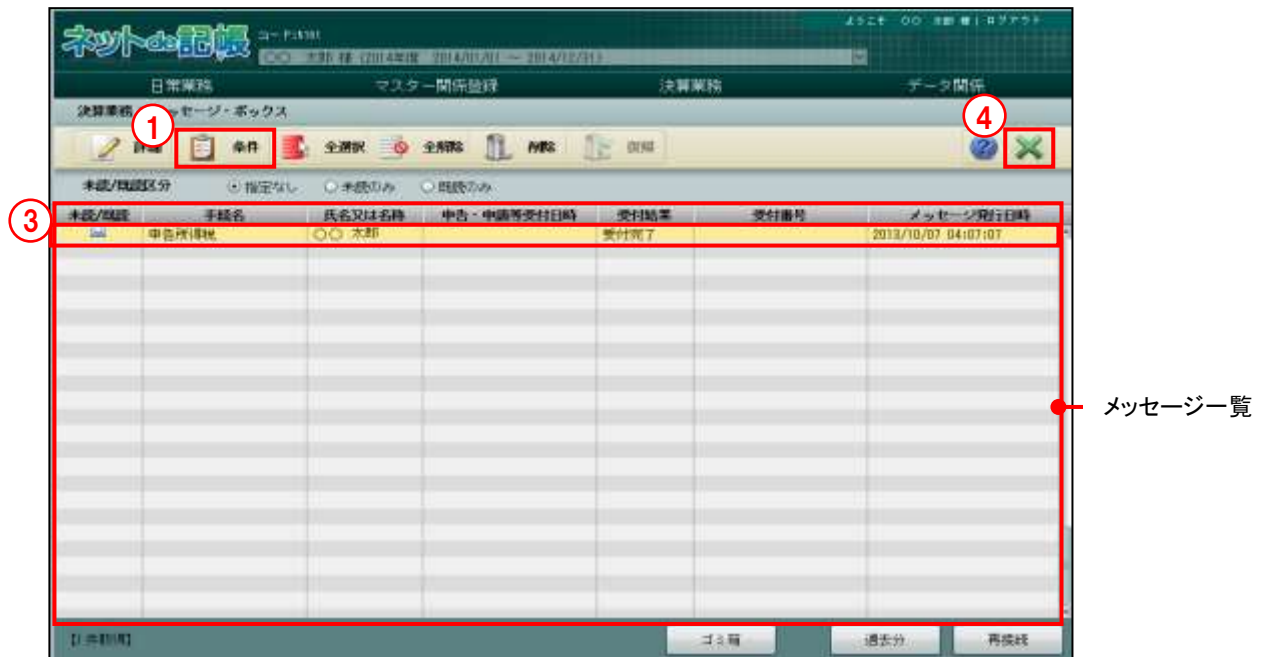 ネットde記帳
ようこそ ○○ 太郎 様 | ログアウト
○○ 太郎 様 (2014年度 2014/01/01 ～ 2014/12/31)
日常業務 マスター関係登録 決算業務 データ関係
決算業務 メッセージ・ボックス
① ④
詳細 条件 全選択 全解除 削除 復帰
未読/既読区分 指定なし 未読のみ 既読のみ
③
未読/既読 手続名 氏名又は名称 申告・申請等受付日時 受付結果 受付番号 メッセージ発行日時
申告所得税 ○○ 太郎 受付完了 2013/10/07 04:07:07
メッセージ一覧
ゴミ箱 過去分 再接続